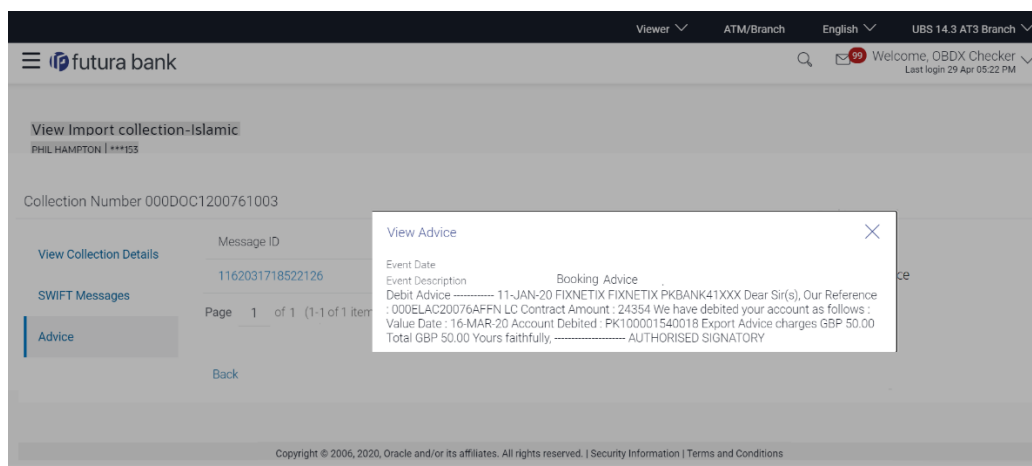 Viewer ATM/Branch English UBS 14.3 AT3 Branch
futura bank 99 Welcome, OBDX Checker
Last login 29 Apr 05:22 PM
View Import collection-Islamic
PHIL HAMPTON | ***153
Collection Number 000DOC1200761003
View Collection Details
SWIFT Messages
Advice
Message ID
1162031718522126
Page 1 of 1 (1-1 of 1 item
Back
View Advice
Event Date
Event Description Booking Advice
Debit Advice ----------- 11-JAN-20 FIXNETIX FIXNETIX PKBANK41XXX Dear Sir(s), Our Reference
: 000ELAC20076AFFN LC Contract Amount : 24354 We have debited your account as follows :
Value Date : 16-MAR-20 Account Debited : PK100001540018 Export Advice charges GBP 50.00
Total GBP 50.00 Yours faithfully, -------------------- AUTHORISED SIGNATORY
Copyright © 2006, 2020, Oracle and/or its affiliates. All rights reserved. | Security Information | Terms and Conditions